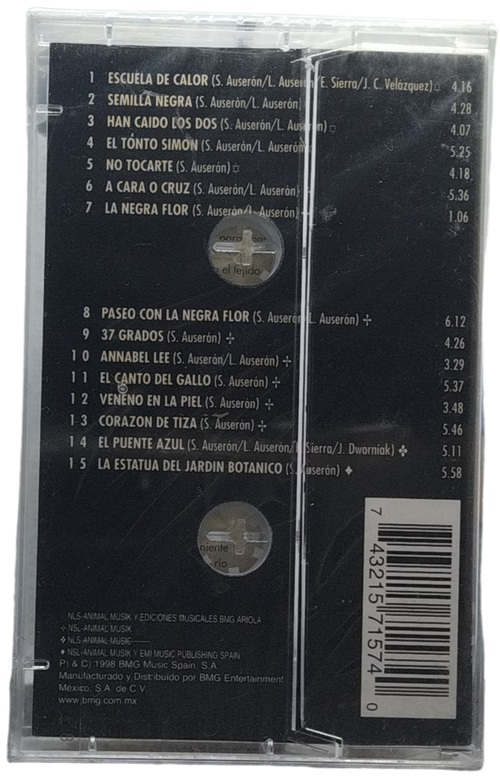 1 ESCUELA DE CALOR (S. Auserón/L. Auserón/E. Sierra/J. C. Velázquez)☆ 4.16
2 SEMILLA NEGRA (S. Auserón/L. Auserón) 4.28
3 HAN CAIDO LOS DOS (S. Auserón/L. Auserón)☆ 4.07
4 EL TONTO SIMON (S. Auserón/L. Auserón) 5.25
5 NO TOCARTE (S. Auserón)☆ 4.18
6 A CARA O CRUZ (S. Auserón/L. Auserón) 5.36
7 LA NEGRA FLOR (S. Auserón/L. Auserón) 1.06
a el tejido
8 PASEO CON LA NEGRA FLOR (S. Auserón/L. Auserón) ✢ 6.12
9 37 GRADOS (S. Auserón) ✢ 4.26
10 ANNABEL LEE (S. Auserón/L. Auserón) ✢ 3.29
11 EL CANTO DEL GALLO (S. Auserón) ✢ 5.37
12 VENENO EN LA PIEL (S. Auserón) ✢ 3.48
13 CORAZON DE TIZA (S. Auserón) ✢ 5.46
14 EL PUENTE AZUL (S. Auserón/L. Auserón/E. Sierra/J. Dworniak) ✤ 5.11
15 LA ESTATUA DEL JARDIN BOTANICO (S. Auserón) ♦ 5.58
niente
río
☆ NLS-ANIMAL MUSIK Y EDICIONES MUSICALES BMG ARIOLA
✢ NSL-ANIMAL MUSIK
✤ NLS-ANIMAL MUSIK
♦ NSL-ANIMAL MUSIK Y EMI MUSIC PUBLISHING SPAIN
P) & C) 1998 BMG Music Spain, S.A.
Manufacturado y Distribuido por BMG Entertainment
México, S.A. de C.V.
www.bmg.com.mx
7 43215 71574 0